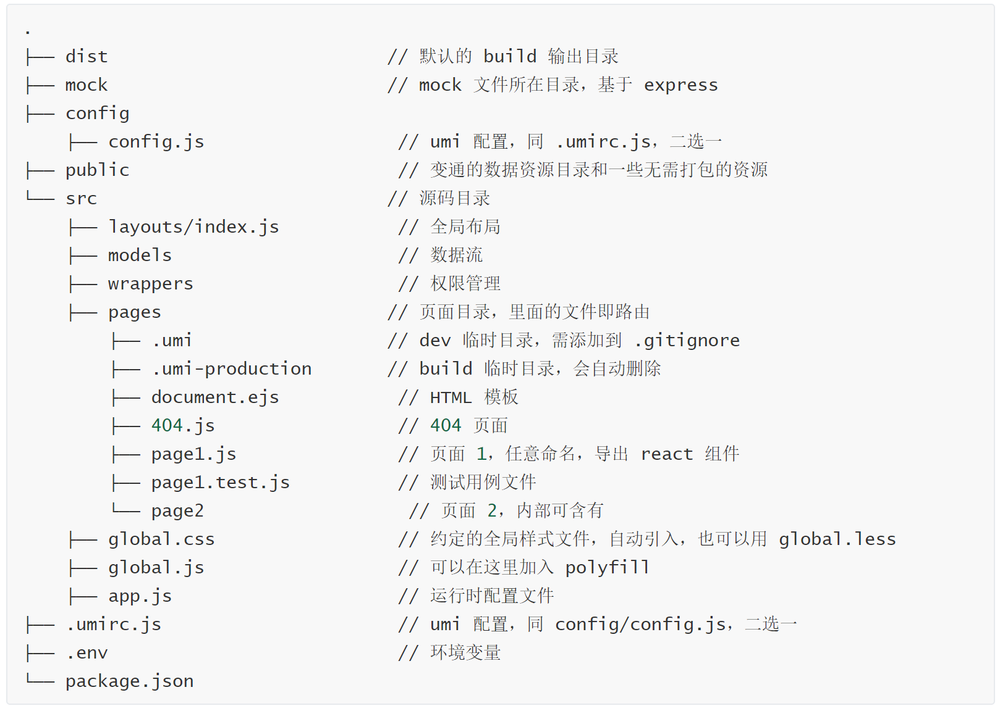 .
├── dist                          // 默认的 build 输出目录
├── mock                          // mock 文件所在目录，基于 express
├── config
    ├── config.js                  // umi 配置，同 .umirc.js，二选一
├── public                         // 变通的数据资源目录和一些无需打包的资源
└── src                           // 源码目录
    ├── layouts/index.js           // 全局布局
    ├── models                     // 数据流
    ├── wrappers                   // 权限管理
    ├── pages                     // 页面目录，里面的文件即路由
        ├── .umi                  // dev 临时目录，需添加到 .gitignore
        ├── .umi-production       // build 临时目录，会自动删除
        ├── document.ejs           // HTML 模板
        ├── 404.js                 // 404 页面
        ├── page1.js               // 页面 1，任意命名，导出 react 组件
        ├── page1.test.js          // 测试用例文件
        └── page2                   // 页面 2，内部可含有
    ├── global.css                 // 约定的全局样式文件，自动引入，也可以用 global.less
    ├── global.js                  // 可以在这里加入 polyfill
    ├── app.js                     // 运行时配置文件
├── .umirc.js                      // umi 配置，同 config/config.js，二选一
├── .env                           // 环境变量
└── package.json